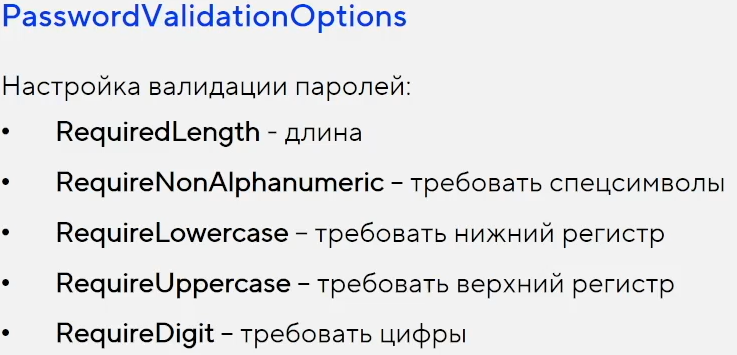 PasswordValidationOptions
Настройка валидации паролей:
• RequiredLength - длина
• RequireNonAlphanumeric – требовать спецсимволы
• RequireLowercase – требовать нижний регистр
• RequireUppercase – требовать верхний регистр
• RequireDigit – требовать цифры